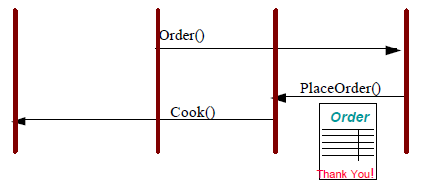 Order()
PlaceOrder()
Cook()
Order
Thank You!